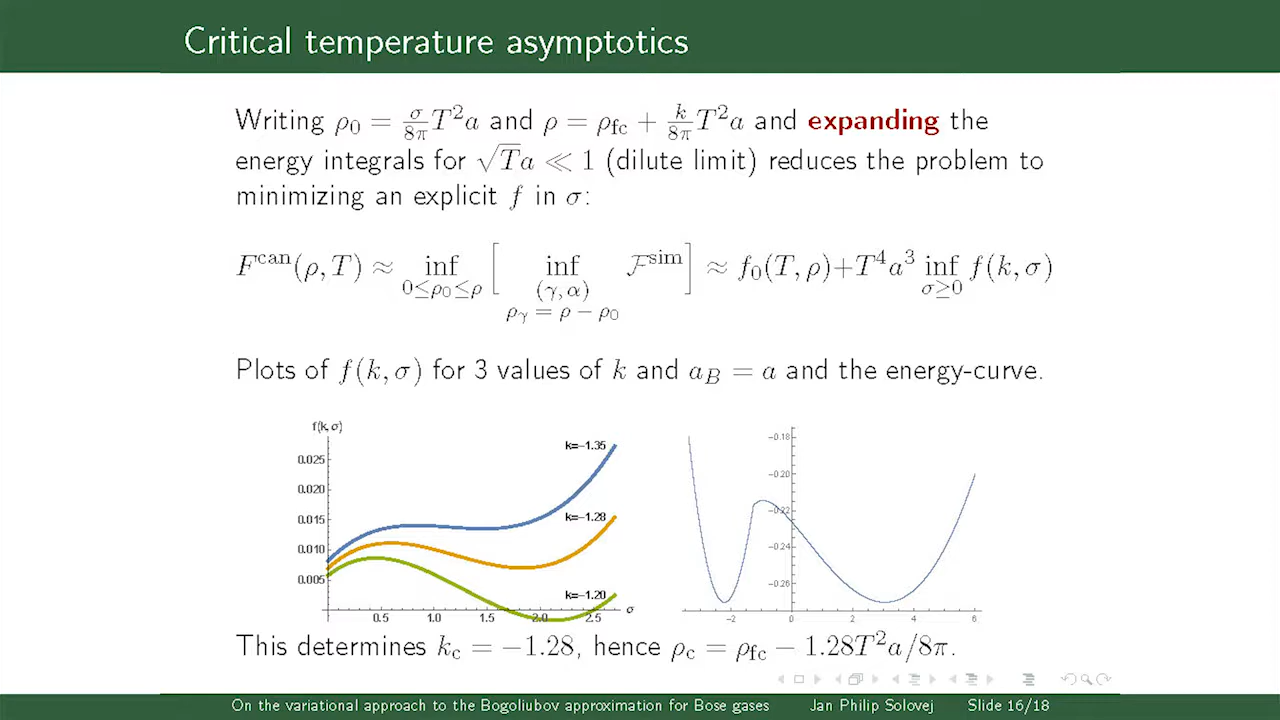 Critical temperature asymptotics
Writing ρ₀ = σ/8π T²a and ρ = ρ_fc + k/8π T²a and expanding the
energy integrals for √T a ≪ 1 (dilute limit) reduces the problem to
minimizing an explicit f in σ:
F^can(ρ, T) ≈ inf_{0≤ρ₀≤ρ} [ inf_{(γ,α) ρ_γ = ρ − ρ₀} 𝓕^sim ] ≈ f₀(T, ρ)+T⁴a³ inf_{σ≥0} f(k, σ)
Plots of f(k, σ) for 3 values of k and a_B = a and the energy-curve.
f(k, σ)
0.025
0.020
0.015
0.010
0.005
0.5 1.0 1.5 2.0 2.5 σ
k=-1.35
k=-1.28
k=-1.20
-0.18
-0.20
-0.22
-0.24
-0.26
-2 0 2 4 6
This determines k_c = −1.28, hence ρ_c = ρ_fc − 1.28T²a/8π.
On the variational approach to the Bogoliubov approximation for Bose gases Jan Philip Solovej Slide 16/18